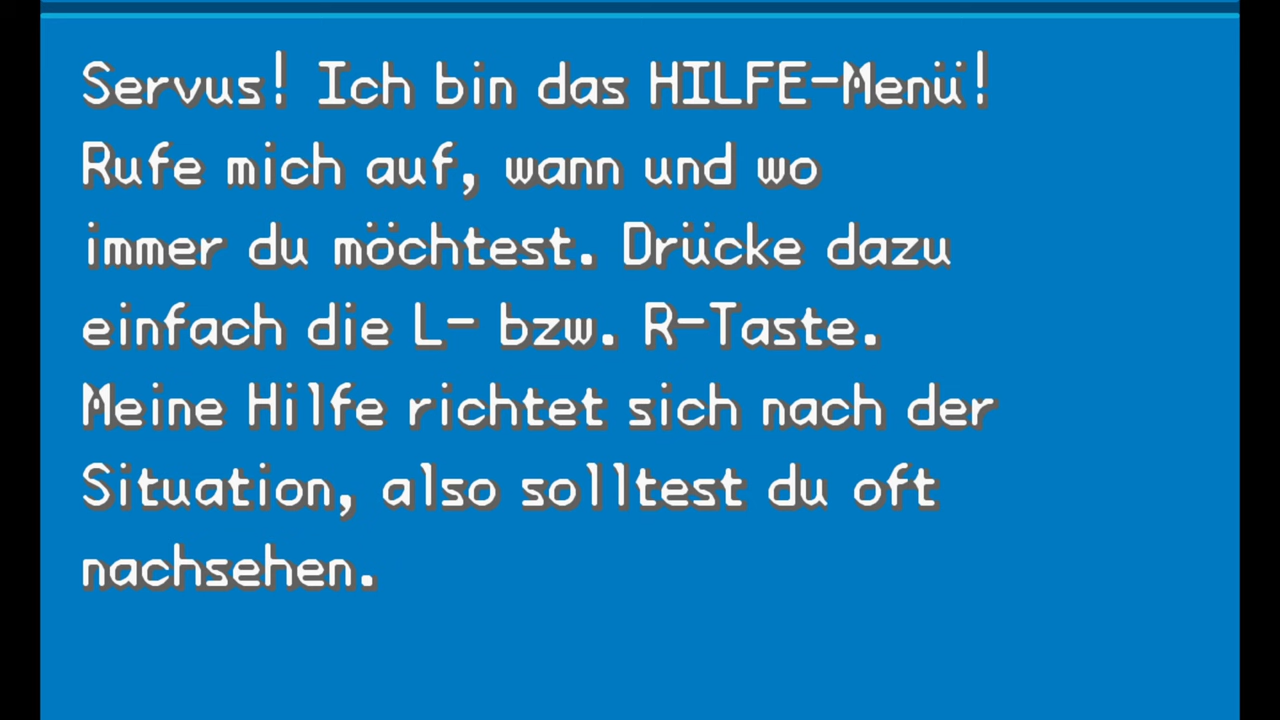 Servus! Ich bin das HILFE-Menü!
Rufe mich auf, wann und wo
immer du möchtest. Drücke dazu
einfach die L- bzw. R-Taste.
Meine Hilfe richtet sich nach der
Situation, also solltest du oft
nachsehen.